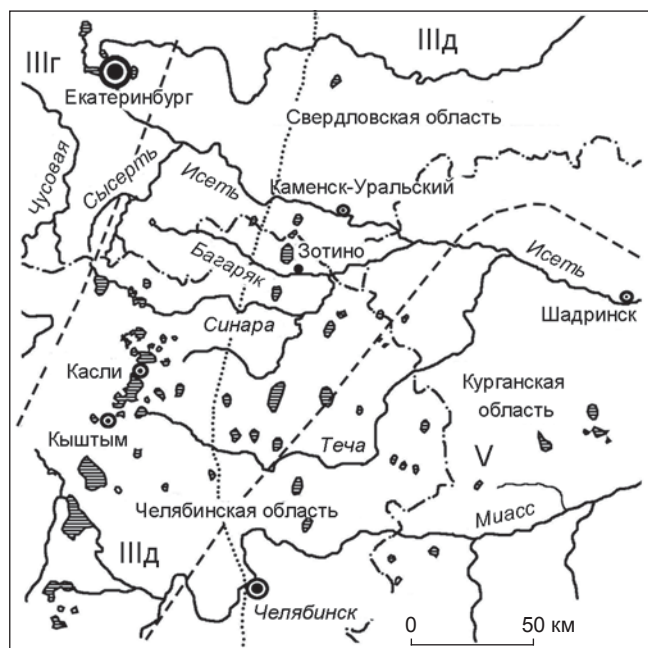 IIIг
IIIд
Екатеринбург
Свердловская область
Чусовая
Сысерть
Исеть
Каменск-Уральский
Багаряк
Зотино
Исеть
Синара
Шадринск
Касли
Курганская
область
Кыштым
Теча
V
Челябинская область
Миасс
IIIд
Челябинск
0 50 км